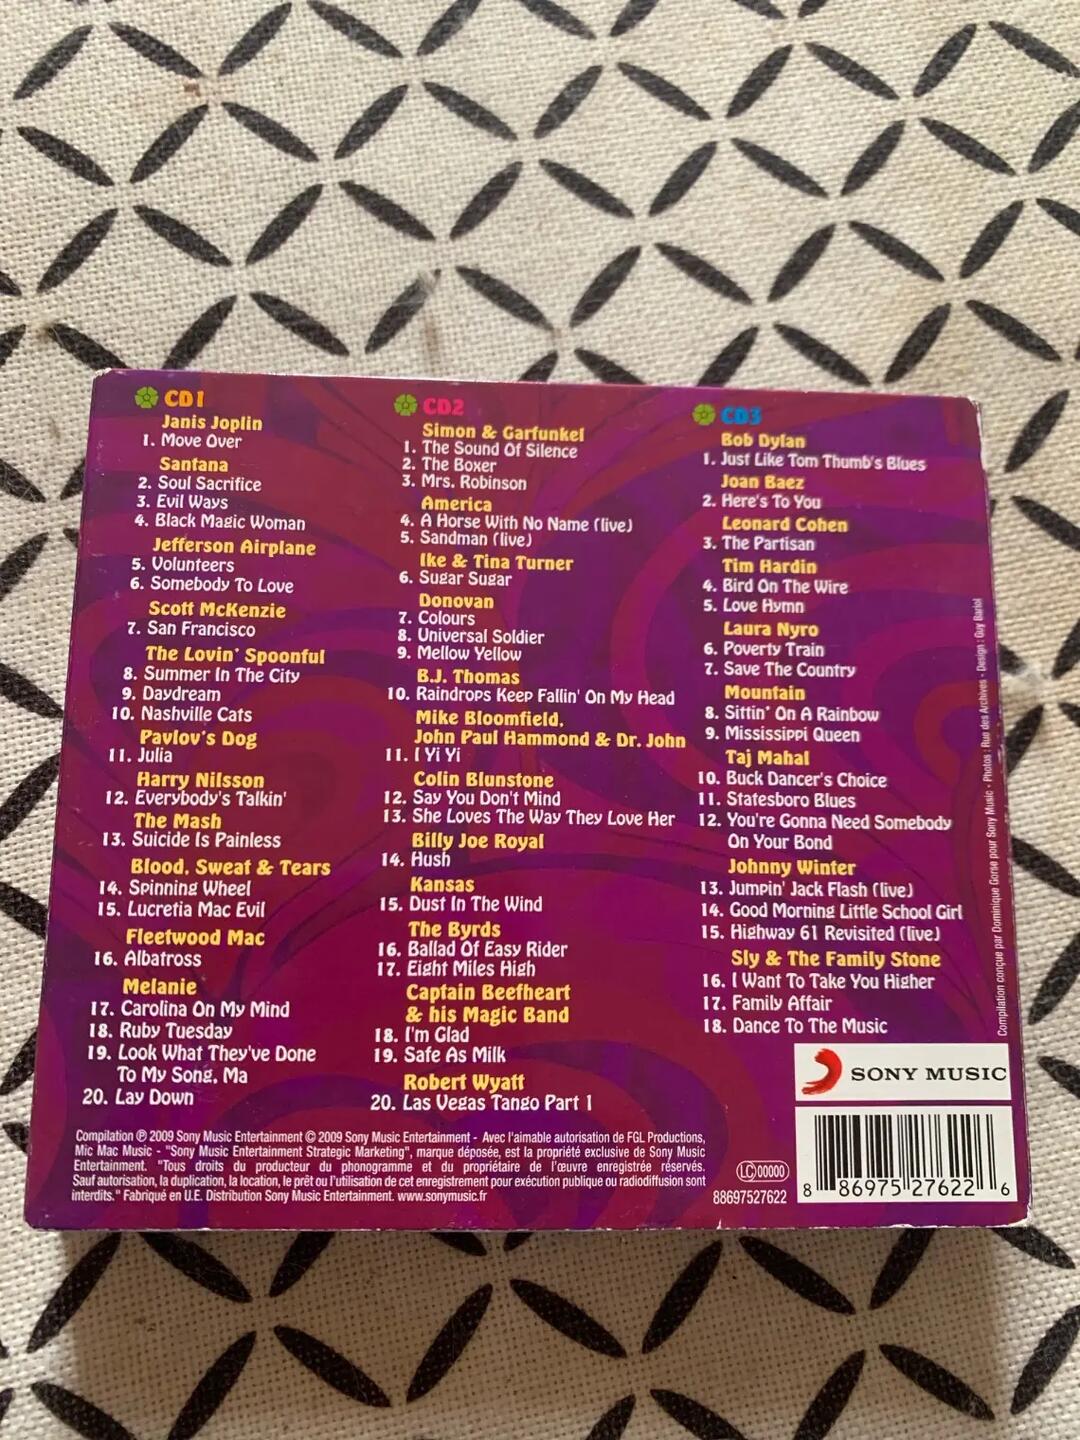 CD1
Janis Joplin
1. Move Over
Santana
2. Soul Sacrifice
3. Evil Ways
4. Black Magic Woman
Jefferson Airplane
5. Volunteers
6. Somebody To Love
Scott McKenzie
7. San Francisco
The Lovin' Spoonful
8. Summer In The City
9. Daydream
10. Nashville Cats
Pavlov's Dog
11. Julia
Harry Nilsson
12. Everybody's Talkin'
The Mash
13. Suicide Is Painless
Blood, Sweat & Tears
14. Spinning Wheel
15. Lucretia Mac Evil
Fleetwood Mac
16. Albatross
Melanie
17. Carolina On My Mind
18. Ruby Tuesday
19. Look What They've Done
To My Song, Ma
20. Lay Down
CD2
Simon & Garfunkel
1. The Sound Of Silence
2. The Boxer
3. Mrs. Robinson
America
4. A Horse With No Name (live)
5. Sandman (live)
Ike & Tina Turner
6. Sugar Sugar
Donovan
7. Colours
8. Universal Soldier
9. Mellow Yellow
B.J. Thomas
10. Raindrops Keep Fallin' On My Head
Mike Bloomfield,
John Paul Hammond & Dr. John
11. I Yi Yi
Colin Blunstone
12. Say You Don't Mind
13. She Loves The Way They Love Her
Billy Joe Royal
14. Hush
Kansas
15. Dust In The Wind
The Byrds
16. Ballad Of Easy Rider
17. Eight Miles High
Captain Beefheart
& his Magic Band
18. I'm Glad
19. Safe As Milk
Robert Wyatt
20. Las Vegas Tango Part 1
CD3
Bob Dylan
1. Just Like Tom Thumb's Blues
Joan Baez
2. Here's To You
Leonard Cohen
3. The Partisan
Tim Hardin
4. Bird On The Wire
5. Love Hymn
Laura Nyro
6. Poverty Train
7. Save The Country
Mountain
8. Sittin' On A Rainbow
9. Mississippi Queen
Taj Mahal
10. Buck Dancer's Choice
11. Statesboro Blues
12. You're Gonna Need Somebody
On Your Bond
Johnny Winter
13. Jumpin' Jack Flash (live)
14. Good Morning Little School Girl
15. Highway 61 Revisited (live)
Sly & The Family Stone
16. I Want To Take You Higher
17. Family Affair
18. Dance To The Music
Compilation conçue par Dominique Gorse pour Sony Music - Photos : Rue des Archives - Design : Guy Bariol
SONY MUSIC
Compilation ℗ 2009 Sony Music Entertainment © 2009 Sony Music Entertainment - Avec l'aimable autorisation de FGL Productions,
Mic Mac Music - "Sony Music Entertainment Strategic Marketing", marque déposée, est la propriété exclusive de Sony Music
Entertainment. "Tous droits du producteur du phonogramme et du propriétaire de l'œuvre enregistrée réservés.
Sauf autorisation, la duplication, la location, le prêt ou l'utilisation de cet enregistrement pour exécution publique ou radiodiffusion sont
interdits." Fabriqué en U.E. Distribution Sony Music Entertainment. www.sonymusic.fr
LC 00000
88697527622
8 86975 27622 6